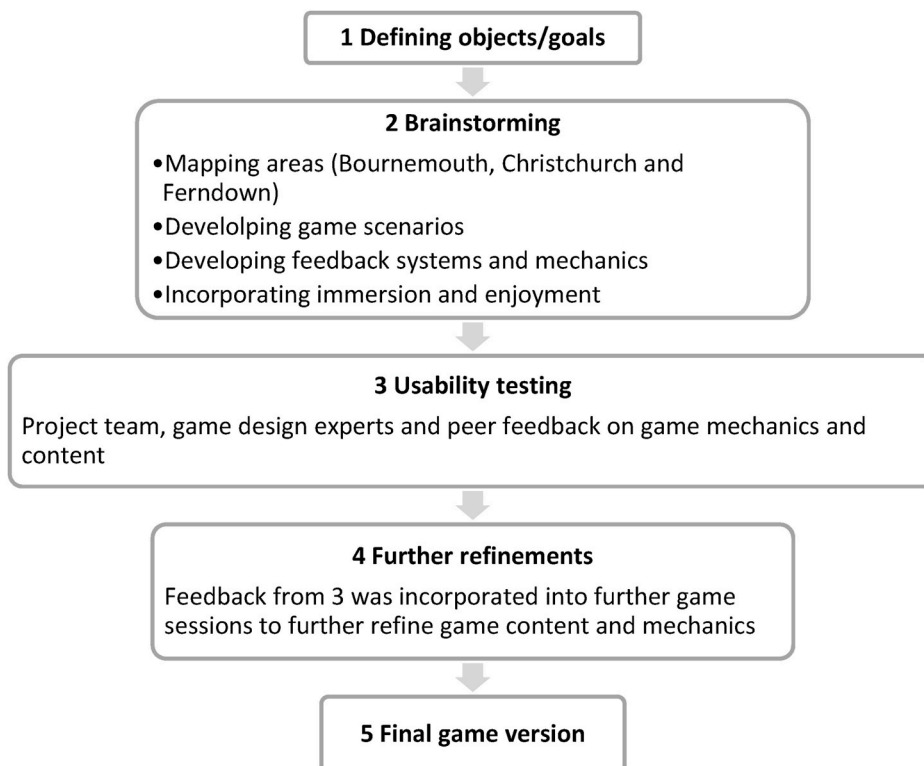 1 Defining objects/goals
2 Brainstorming
•Mapping areas (Bournemouth, Christchurch and
Ferndown)
•Develolping game scenarios
•Developing feedback systems and mechanics
•Incorporating immersion and enjoyment
3 Usability testing
Project team, game design experts and peer feedback on game mechanics and
content
4 Further refinements
Feedback from 3 was incorporated into further game
sessions to further refine game content and mechanics
5 Final game version